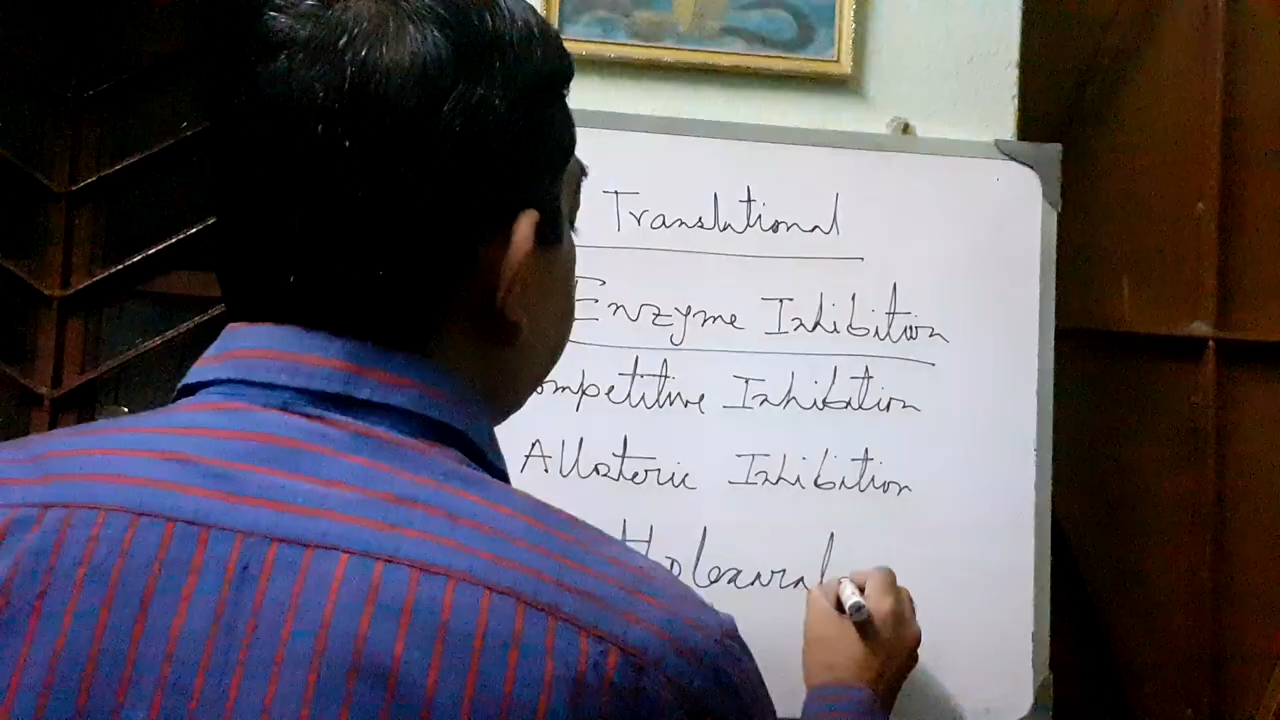 Translational
Enzyme Inhibition
ompetitive Inhibition
Allosteric Inhibition